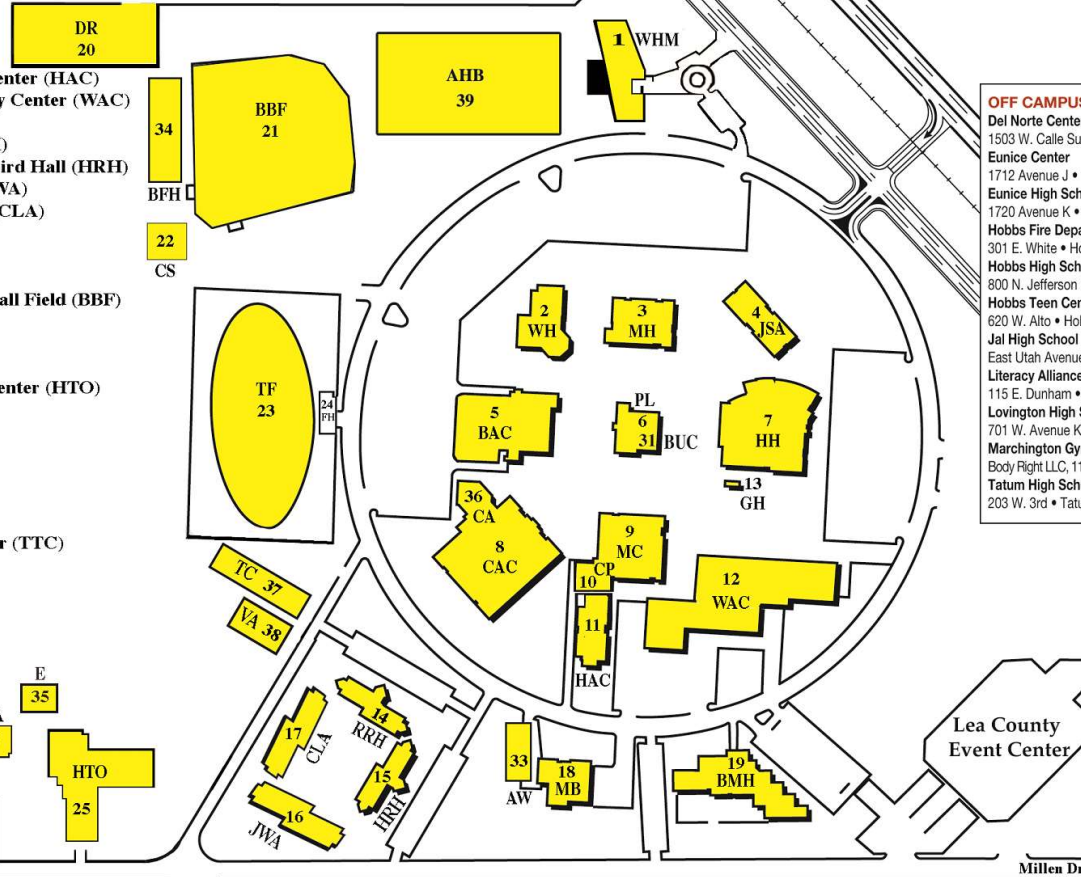 DR
20
enter (HAC)
y Center (WAC)
ird Hall (HRH)
WA)
CLA)
all Field (BBF)
enter (HTO)
r (TTC)
34
BFH
BBF
21
AHB
39
1 WHM
22
CS
TF
23
24
FH
2
WH
3
MH
4
JSA
5
BAC
PL
6
31 BUC
7
HH
13
GH
36
CA
8
CAC
9
MC
CP
10
11
HAC
12
WAC
TC 37
VA 38
E
35
HTO
25
17
CLA
14
RRH
15
HRH
16
JWA
33
AW
18
MB
19
BMH
Lea County
Event Center
Millen Dr
OFF CAMPUS
Del Norte Cente
1503 W. Calle Su
Eunice Center
1712 Avenue J •
Eunice High Sch
1720 Avenue K •
Hobbs Fire Depa
301 E. White • Ho
Hobbs High Sch
800 N. Jefferson
Hobbs Teen Cen
620 W. Alto • Hob
Jal High School
East Utah Avenue
Literacy Alliance
115 E. Dunham •
Lovington High S
701 W. Avenue K
Marchington Gy
Body Right LLC, 11
Tatum High Sch
203 W. 3rd • Tatu